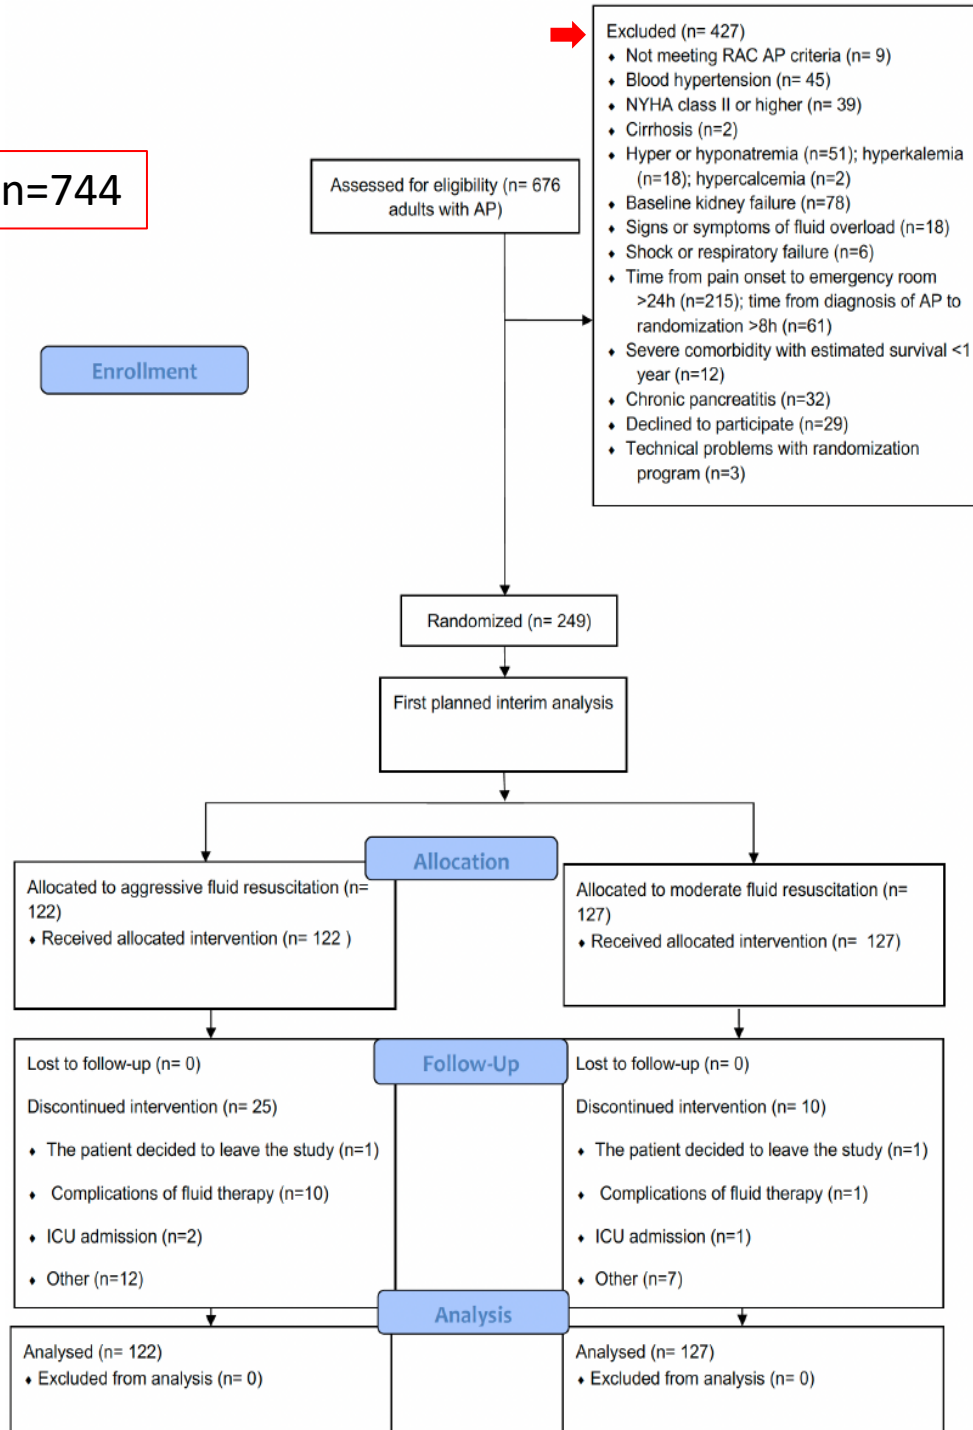 n=744
Assessed for eligibility (n= 676
adults with AP)
Excluded (n= 427)
♦ Not meeting RAC AP criteria (n= 9)
♦ Blood hypertension (n= 45)
♦ NYHA class II or higher (n= 39)
♦ Cirrhosis (n=2)
♦ Hyper or hyponatremia (n=51); hyperkalemia
(n=18); hypercalcemia (n=2)
♦ Baseline kidney failure (n=78)
♦ Signs or symptoms of fluid overload (n=18)
♦ Shock or respiratory failure (n=6)
♦ Time from pain onset to emergency room
>24h (n=215); time from diagnosis of AP to
randomization >8h (n=61)
♦ Severe comorbidity with estimated survival <1
year (n=12)
♦ Chronic pancreatitis (n=32)
♦ Declined to participate (n=29)
♦ Technical problems with randomization
program (n=3)
Enrollment
Randomized (n= 249)
First planned interim analysis
Allocation
Allocated to aggressive fluid resuscitation (n=
122)
♦ Received allocated intervention (n= 122 )
Allocated to moderate fluid resuscitation (n=
127)
♦ Received allocated intervention (n=  127)
Follow-Up
Lost to follow-up (n= 0)
Discontinued intervention (n= 25)
♦ The patient decided to leave the study (n=1)
♦ Complications of fluid therapy (n=10)
♦ ICU admission (n=2)
♦ Other (n=12)
Lost to follow-up (n= 0)
Discontinued intervention (n= 10)
♦ The patient decided to leave the study (n=1)
♦ Complications of fluid therapy (n=1)
♦ ICU admission (n=1)
♦ Other (n=7)
Analysis
Analysed (n= 122)
♦ Excluded from analysis (n= 0)
Analysed (n= 127)
♦ Excluded from analysis (n= 0)